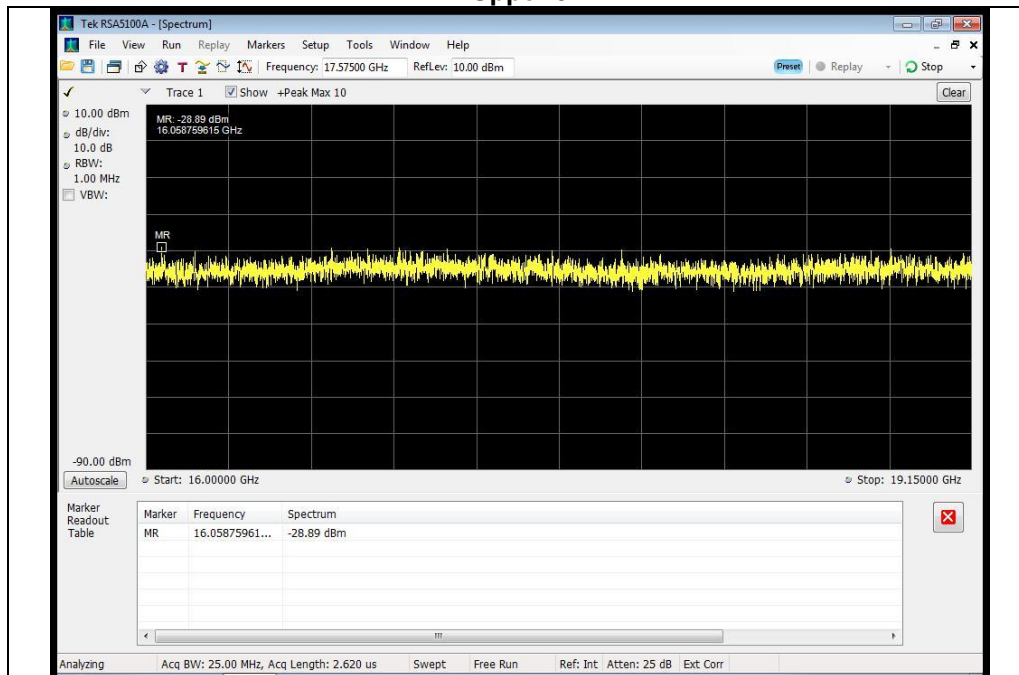 Tek RSA5100A - [Spectrum]
File View Run Replay Markers Setup Tools Window Help
T Frequency: 17.57500 GHz RefLev: 10.00 dBm Preset Replay Stop
Trace 1 Show +Peak Max 10 Clear
10.00 dBm
dB/div:
10.0 dB
RBW:
1.00 MHz
VBW:
MR: -28.89 dBm
16.058759615 GHz
MR
-90.00 dBm
Autoscale Start: 16.00000 GHz Stop: 19.15000 GHz
Marker
Readout
Table
Marker Frequency Spectrum
MR 16.05875961... -28.89 dBm
Analyzing Acq BW: 25.00 MHz, Acq Length: 2.620 us Swept Free Run Ref: Int Atten: 25 dB Ext Corr